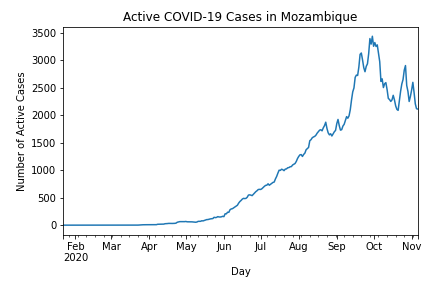 Active COVID-19 Cases in Mozambique
Number of Active Cases
3500
3000
2500
2000
1500
1000
500
0
Feb Mar Apr May Jun Jul Aug Sep Oct Nov
2020
Day